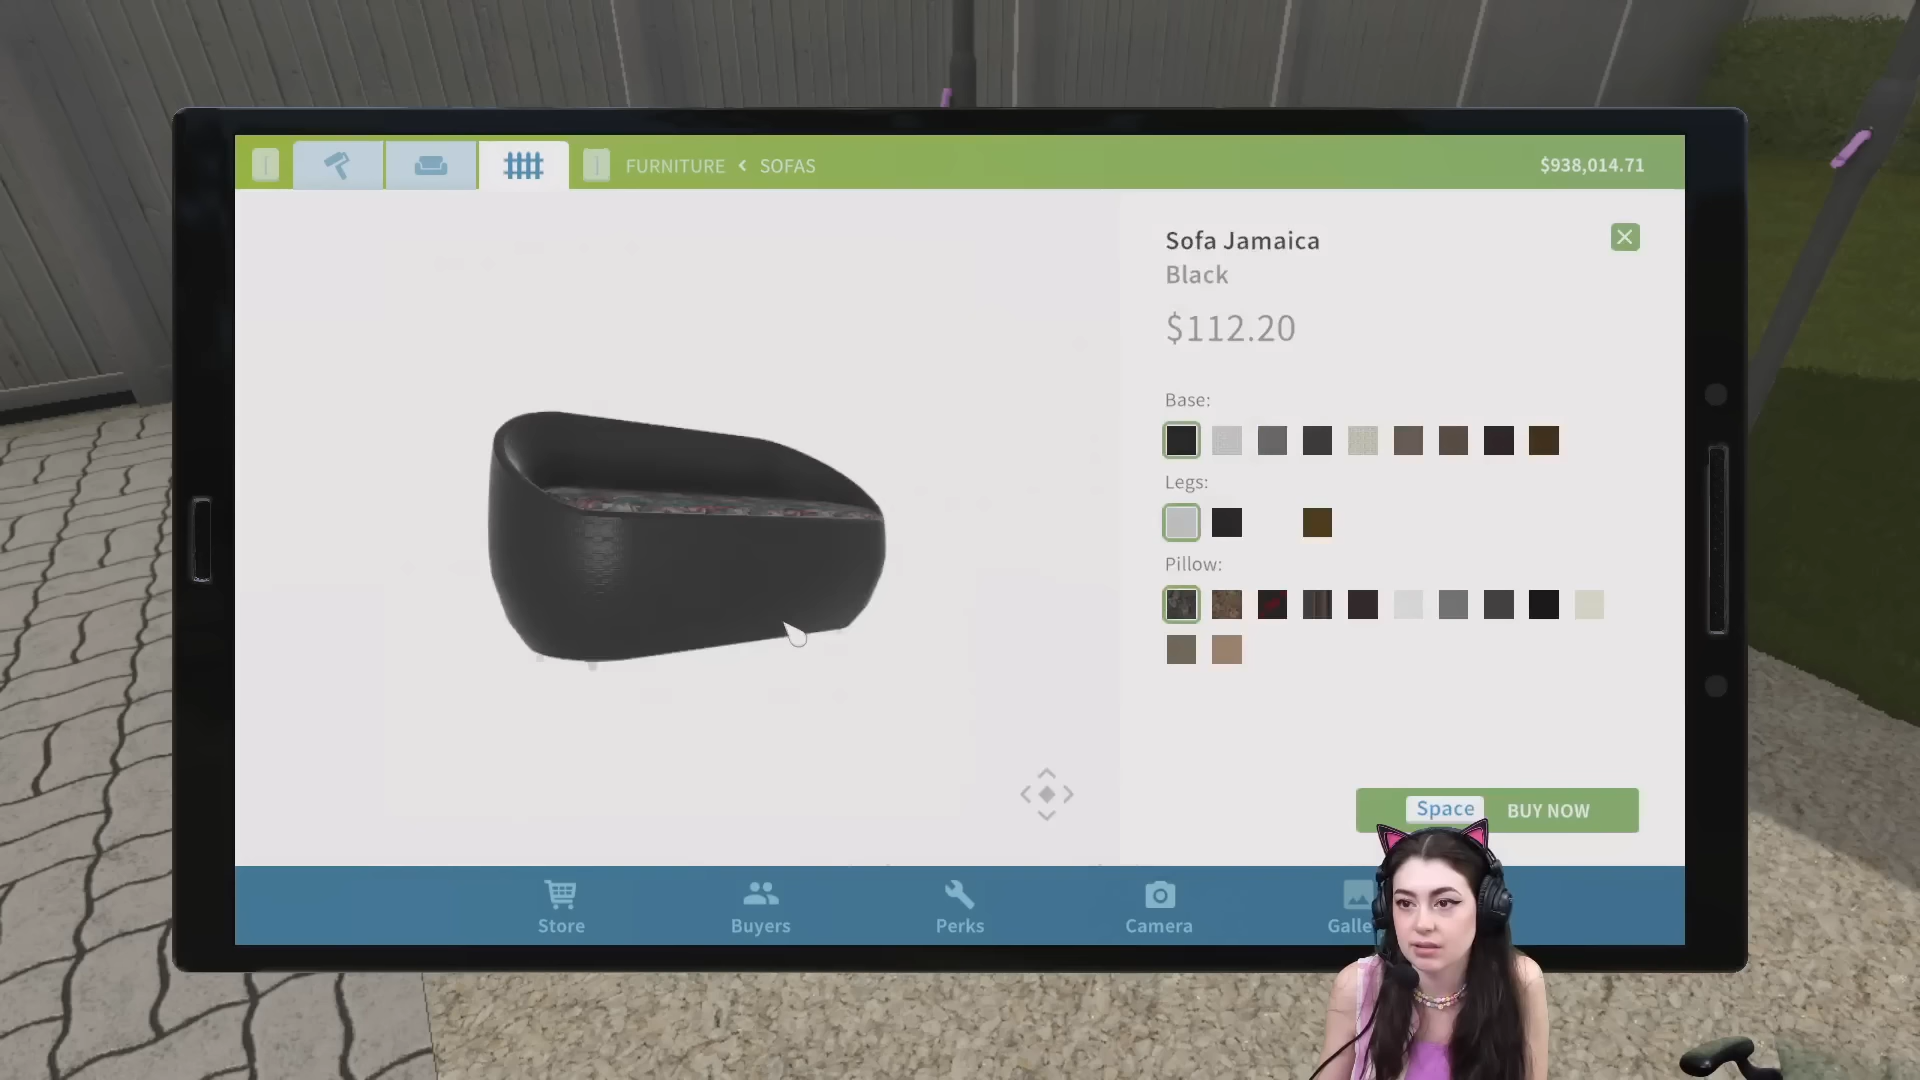 FURNITURE < SOFAS
$938,014.71
Sofa Jamaica
Black
$112.20
Base:
Legs:
Pillow:
Space BUY NOW
Store
Buyers
Perks
Camera